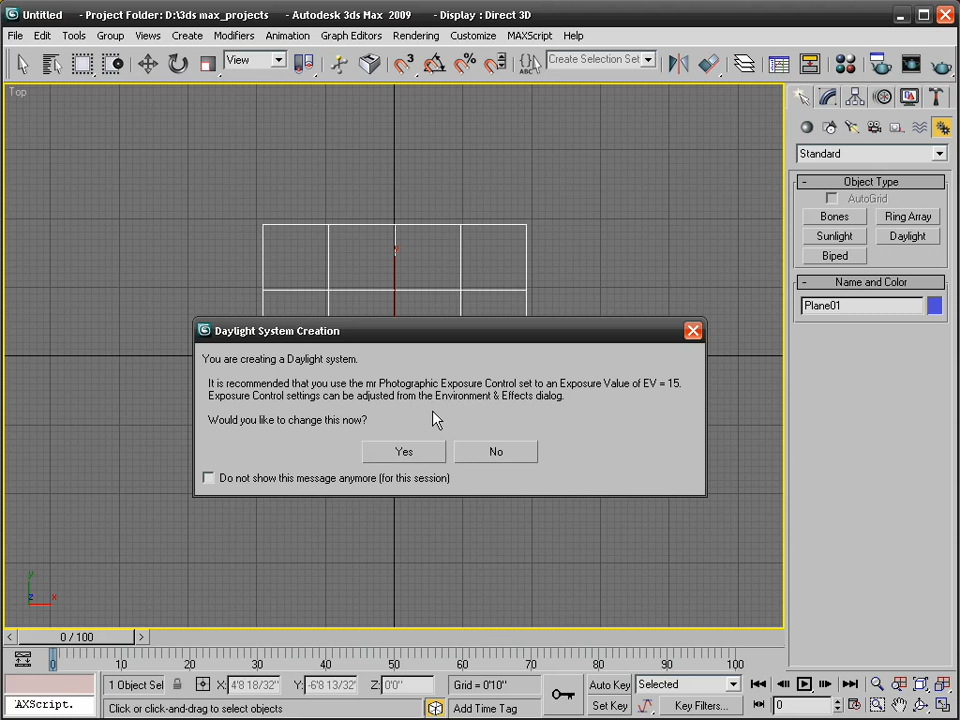 Untitled - Project Folder: D:\3ds max_projects - Autodesk 3ds Max 2009 - Display : Direct 3D
File Edit Tools Group Views Create Modifiers Animation Graph Editors Rendering Customize MAXScript Help
View
ABC
Create Selection Set
3
%
Top
Standard
- Object Type
AutoGrid
Bones Ring Array
Sunlight Daylight
Biped
- Name and Color
Plane01
Daylight System Creation
You are creating a Daylight system.
It is recommended that you use the mr Photographic Exposure Control set to an Exposure Value of EV = 15.
Exposure Control settings can be adjusted from the Environment & Effects dialog.
Would you like to change this now?
Yes No
Do not show this message anymore (for this session)
y
z x
< 0 / 100 >
0 10 20 30 40 50 60 70 80 90 100
1 Object Sel X: 4'8 18/32" Y: -6'8 13/32" Z: 0'0" Grid = 0'10" Auto Key Selected
AXScript. Click or click-and-drag to select objects Add Time Tag Set Key Key Filters... 0